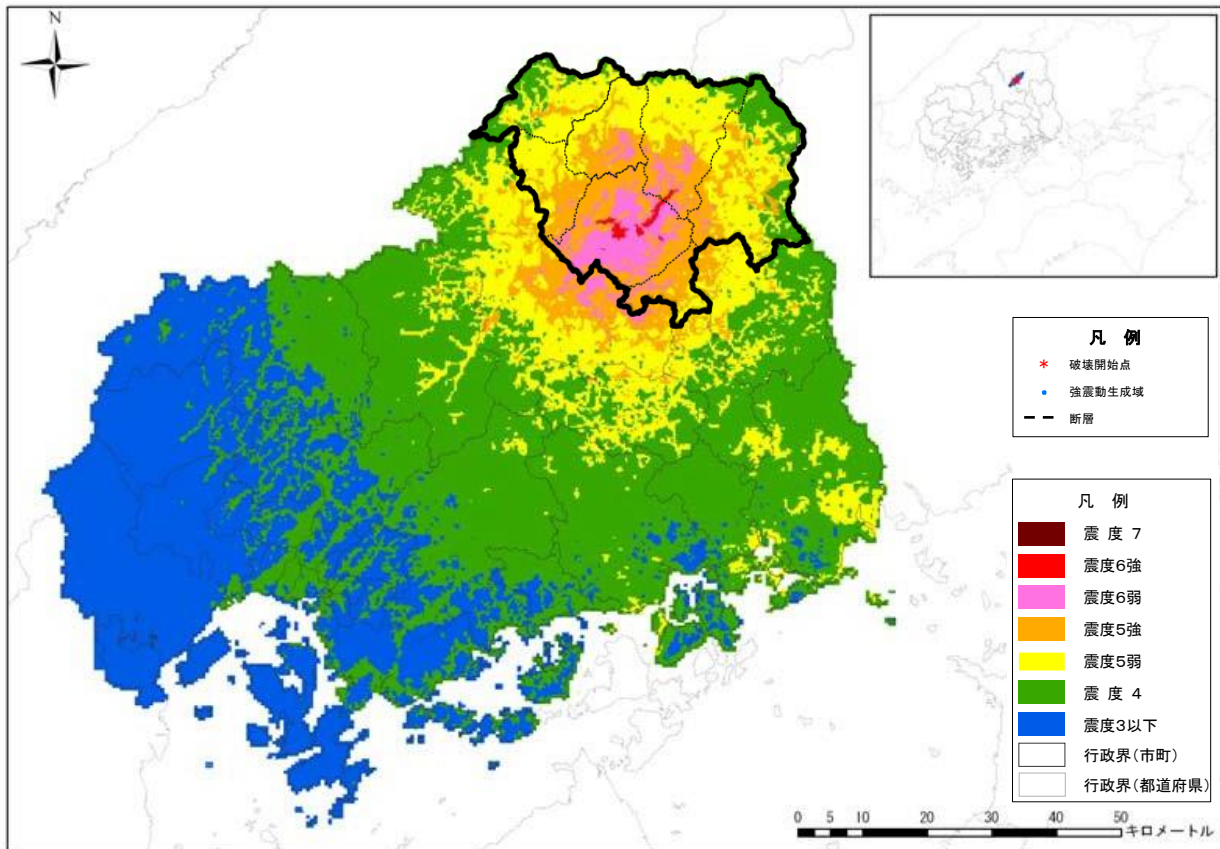 N
凡 例
破壊開始点
強震動生成域
断層
凡 例
震 度 7
震度6強
震度6弱
震度5強
震度5弱
震 度 4
震度3以下
行政界(市町)
行政界(都道府県)
0 5 10 20 30 40 50
キロメートル